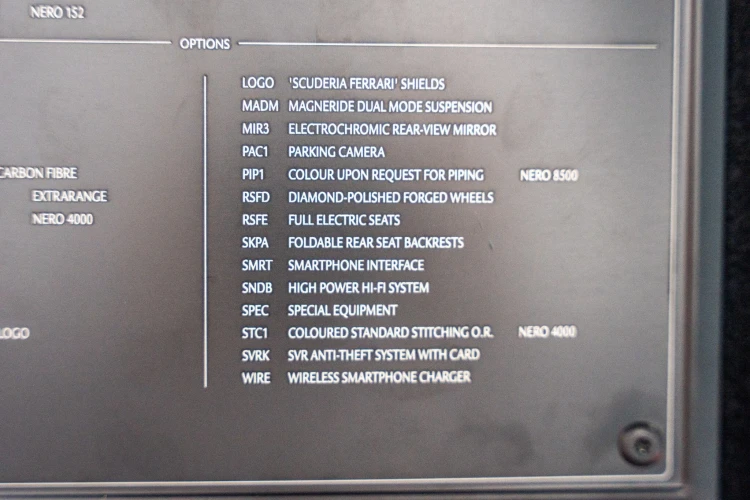 NERO 152
OPTIONS
LOGO 'SCUDERIA FERRARI' SHIELDS
MADM MAGNERIDE DUAL MODE SUSPENSION
MIR3 ELECTROCHROMIC REAR-VIEW MIRROR
PAC1 PARKING CAMERA
CARBON FIBRE PIP1 COLOUR UPON REQUEST FOR PIPING NERO 8500
EXTRARANGE RSFD DIAMOND-POLISHED FORGED WHEELS
NERO 4000 RSFE FULL ELECTRIC SEATS
SKPA FOLDABLE REAR SEAT BACKRESTS
SMRT SMARTPHONE INTERFACE
SNDB HIGH POWER HI-FI SYSTEM
SPEC SPECIAL EQUIPMENT
LOGO STC1 COLOURED STANDARD STITCHING O.R. NERO 4000
SVRK SVR ANTI-THEFT SYSTEM WITH CARD
WIRE WIRELESS SMARTPHONE CHARGER